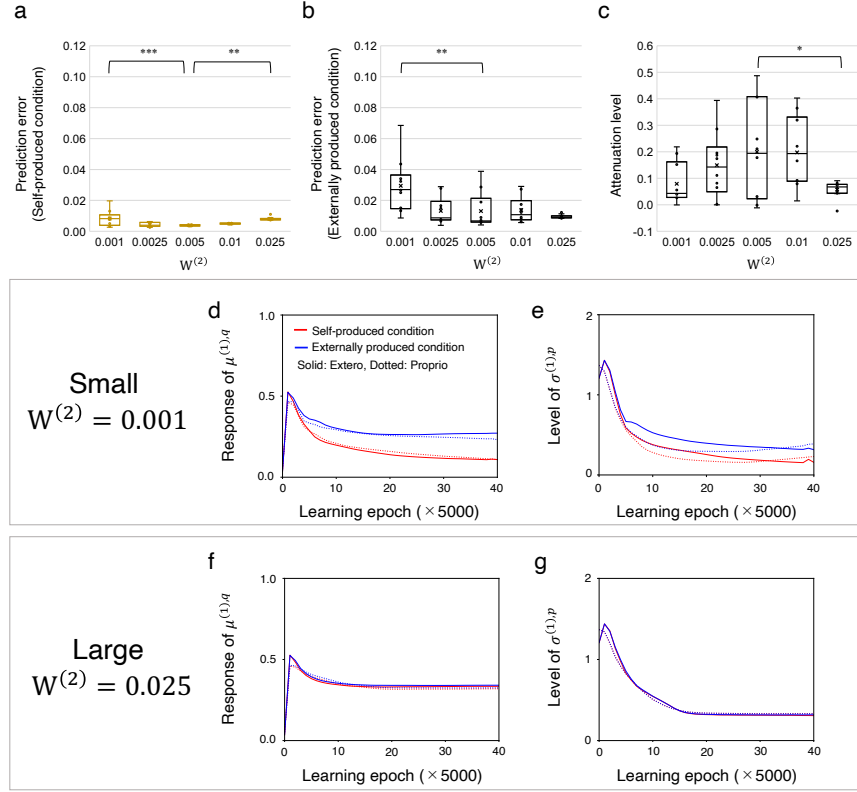 a
b
c
0.12
0.10
0.08
0.06
0.04
0.02
0.00
Prediction error
(Self-produced condition)
***
**
0.001 0.0025 0.005 0.01 0.025
W⁽²⁾
0.12
0.10
0.08
0.06
0.04
0.02
0.00
Prediction error
(Externally produced condition)
**
0.001 0.0025 0.005 0.01 0.025
W⁽²⁾
0.6
0.5
0.4
0.3
0.2
0.1
0.0
-0.1
Attenuation level
*
0.001 0.0025 0.005 0.01 0.025
W⁽²⁾
Small
W⁽²⁾ = 0.001
d
1.0
0.5
0.0
Response of μ⁽¹⁾,q
Self-produced condition
Externally produced condition
Solid: Extero, Dotted: Proprio
0 10 20 30 40
Learning epoch (×5000)
e
2
1
0
Level of σ⁽¹⁾,p
0 10 20 30 40
Learning epoch (×5000)
Large
W⁽²⁾ = 0.025
f
1.0
0.5
0.0
Response of μ⁽¹⁾,q
0 10 20 30 40
Learning epoch (×5000)
g
2
1
0
Level of σ⁽¹⁾,p
0 10 20 30 40
Learning epoch (×5000)